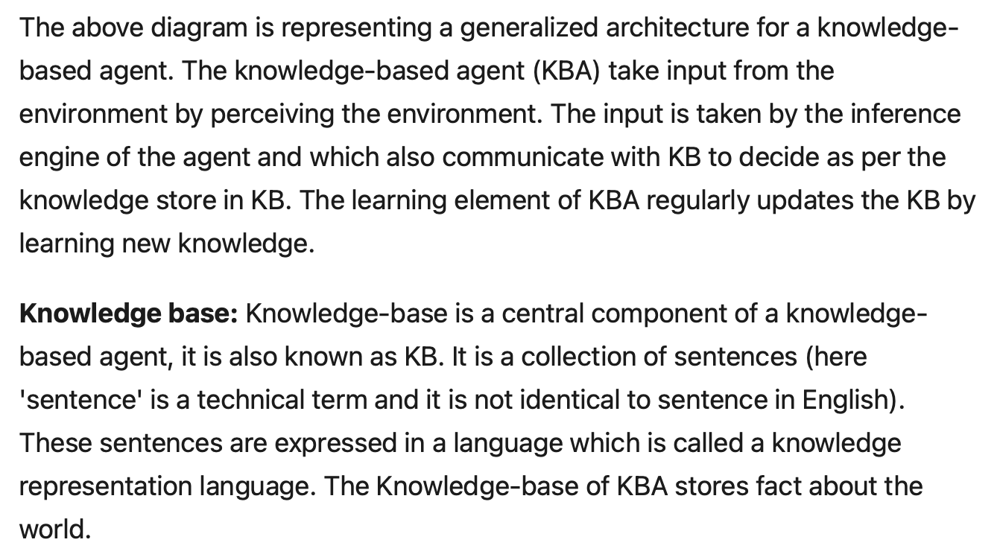 The above diagram is representing a generalized architecture for a knowledge-
based agent. The knowledge-based agent (KBA) take input from the
environment by perceiving the environment. The input is taken by the inference
engine of the agent and which also communicate with KB to decide as per the
knowledge store in KB. The learning element of KBA regularly updates the KB by
learning new knowledge.
Knowledge base: Knowledge-base is a central component of a knowledge-
based agent, it is also known as KB. It is a collection of sentences (here
'sentence' is a technical term and it is not identical to sentence in English).
These sentences are expressed in a language which is called a knowledge
representation language. The Knowledge-base of KBA stores fact about the
world.